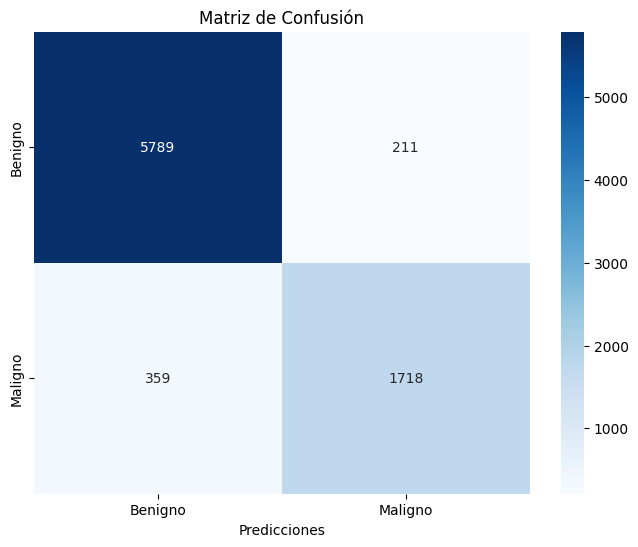 Matriz de Confusión
Benigno
5789
211
5000
4000
3000
Maligno
359
1718
2000
1000
Benigno
Maligno
Predicciones